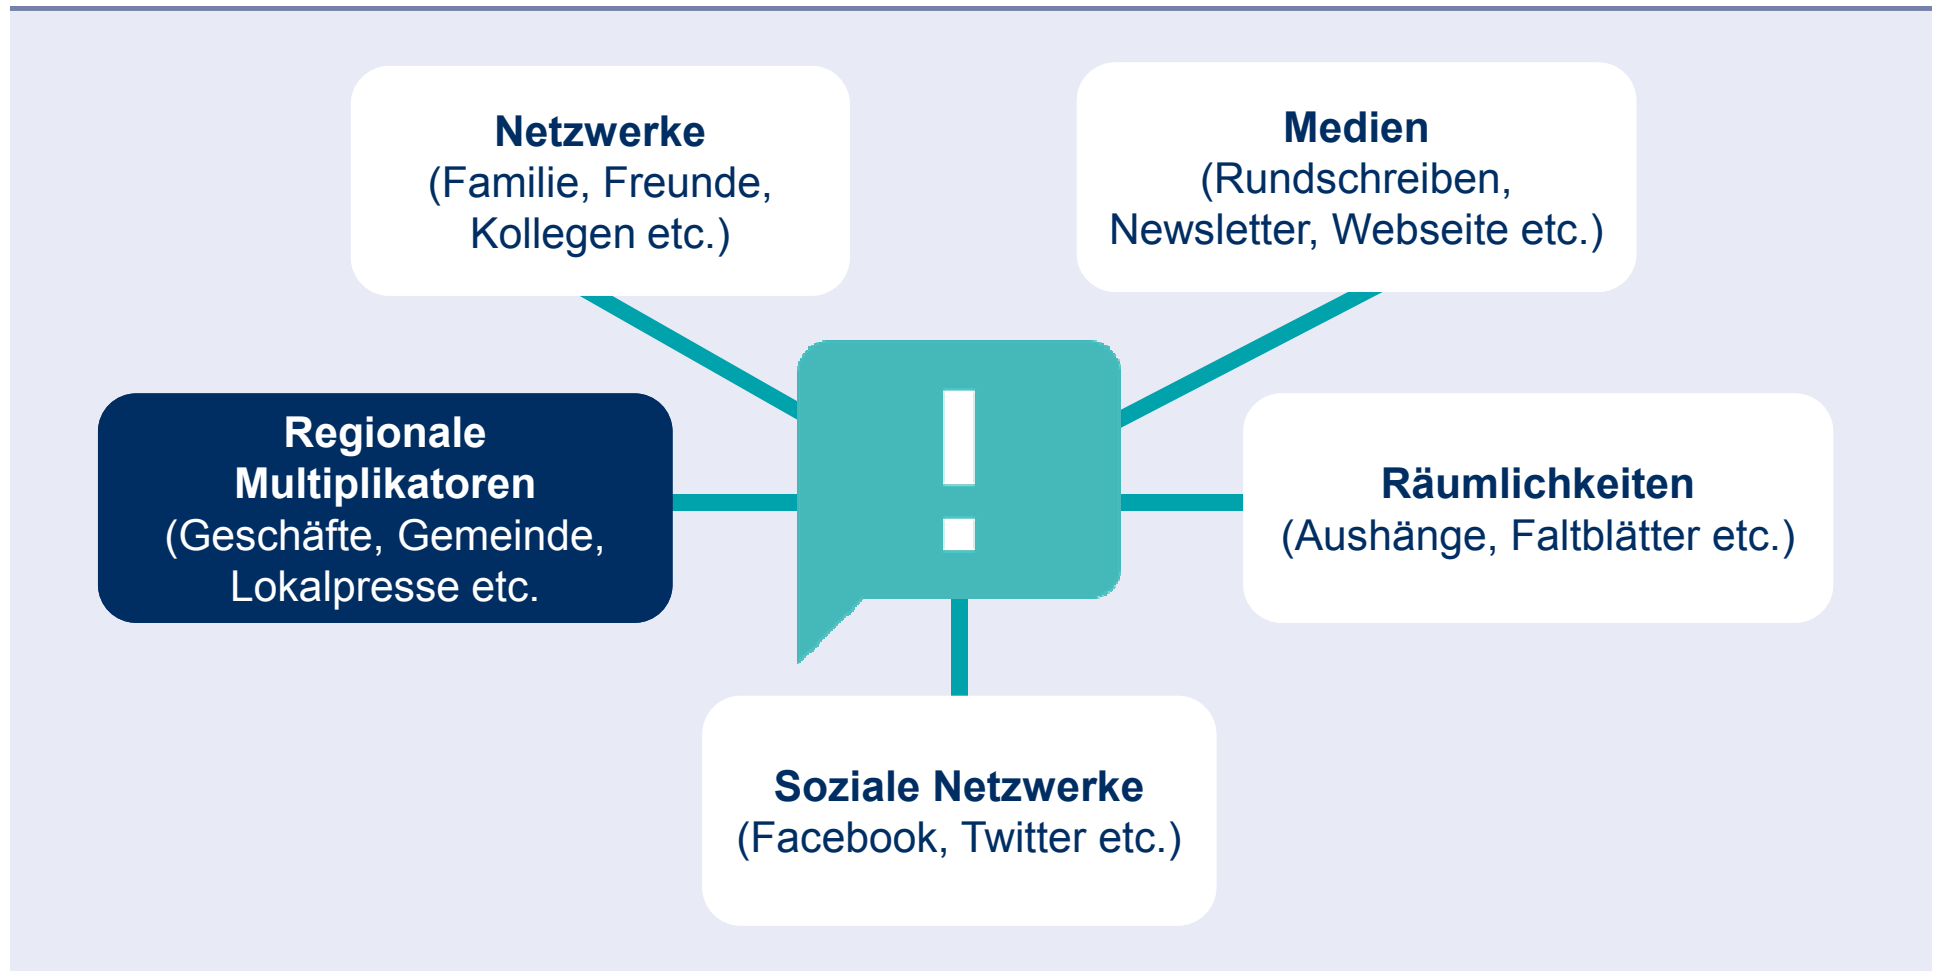 Netzwerke
(Familie, Freunde,
Kollegen etc.)
Medien
(Rundschreiben,
Newsletter, Webseite etc.)
Regionale
Multiplikatoren
(Geschäfte, Gemeinde,
Lokalpresse etc.
!
Räumlichkeiten
(Aushänge, Faltblätter etc.)
Soziale Netzwerke
(Facebook, Twitter etc.)